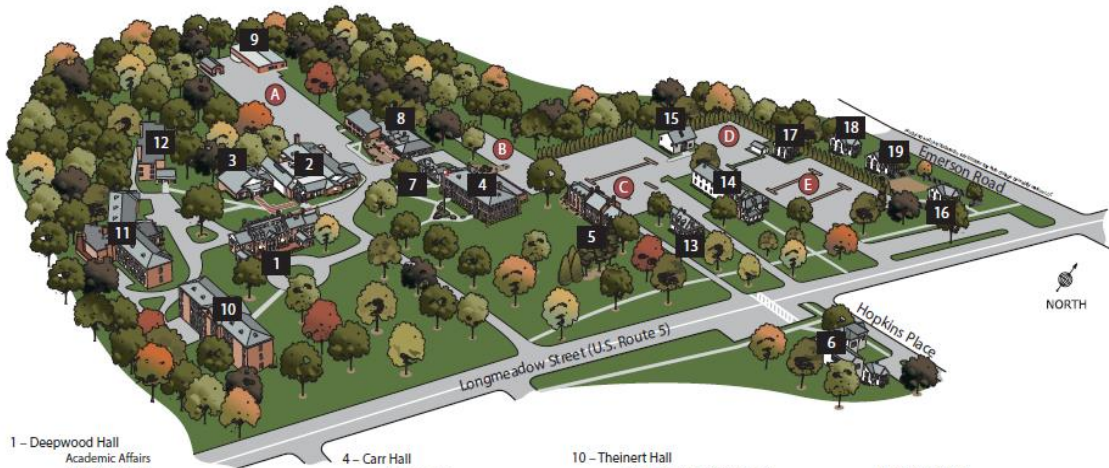 9
A
8
15
D
17
18
19
Emerson Road
12
3
2
B
7
4
C
14
E
16
11
5
13
1
NORTH
10
Hopkins Place
6
Longmeadow Street (U.S. Route 5)
1 – Deepwood Hall
Academic Affairs
4 – Carr Hall
10 – Theinert Hall